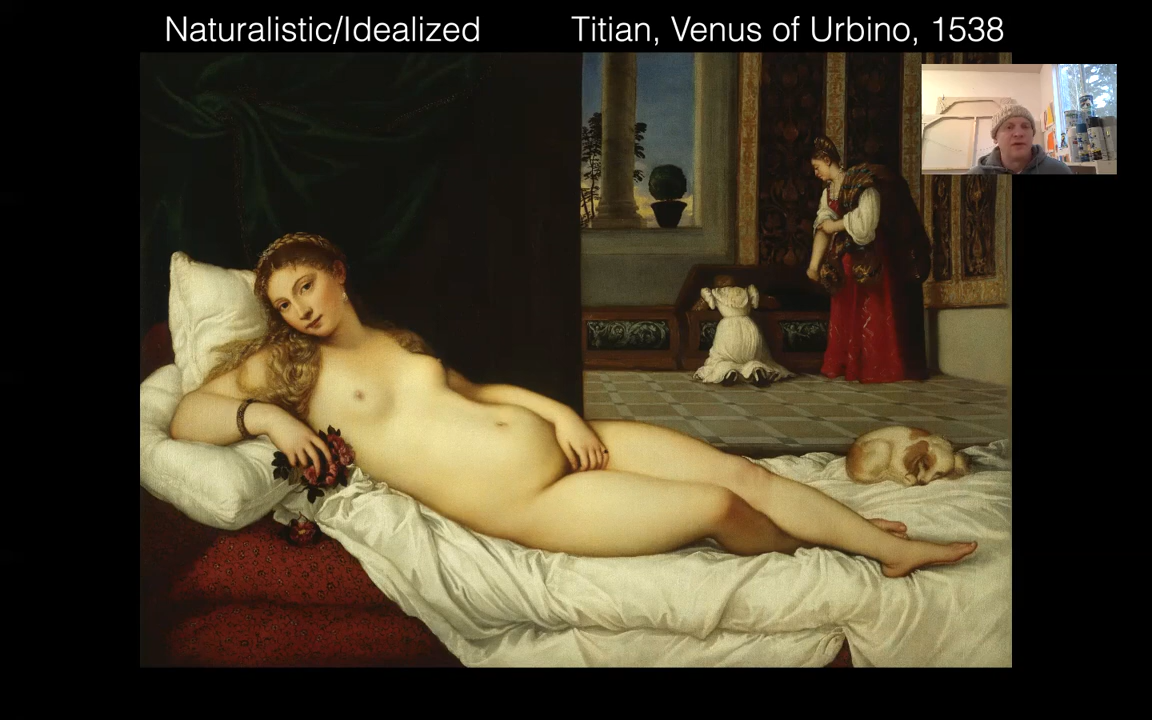 Naturalistic/Idealized
Titian, Venus of Urbino, 1538